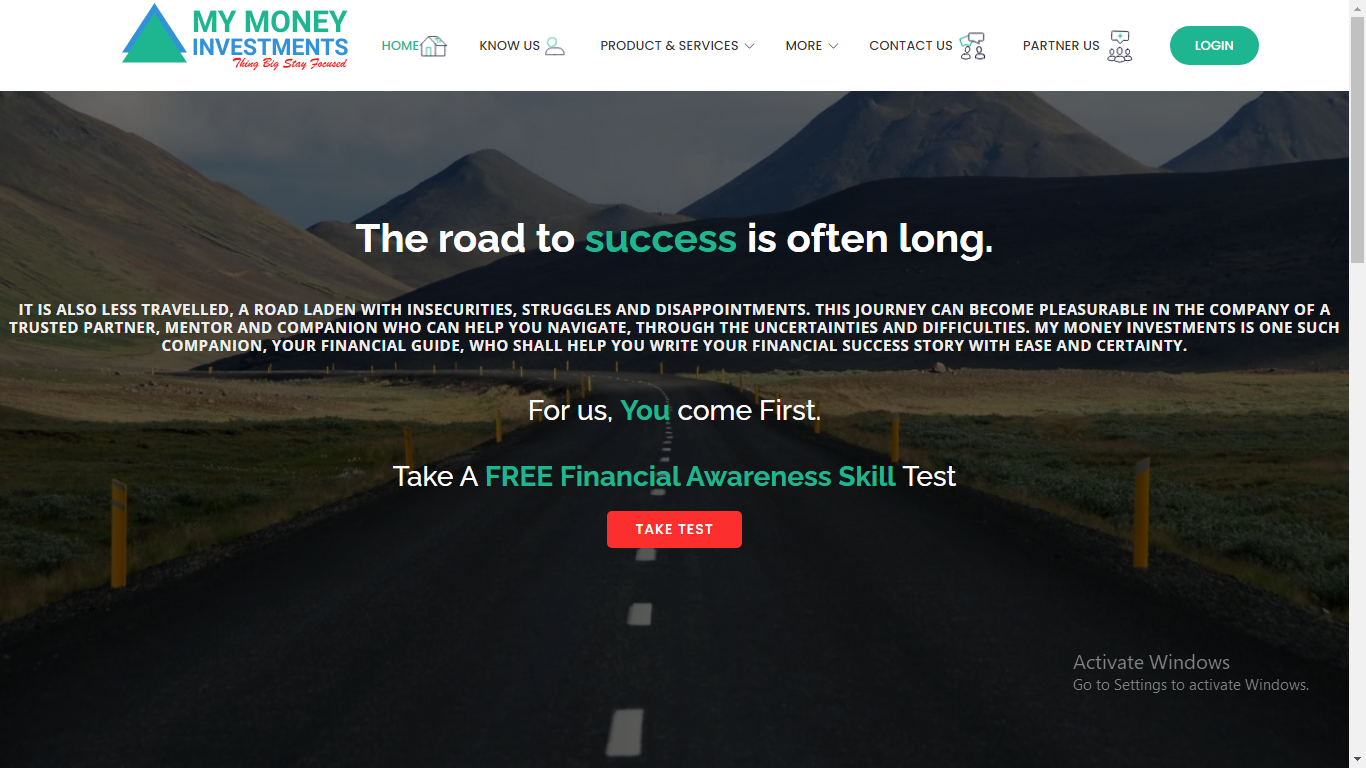 MY MONEY
INVESTMENTS
Thing Big Stay Focused
HOME
KNOW US
PRODUCT & SERVICES
MORE
CONTACT US
PARTNER US
LOGIN
The road to success is often long.
IT IS ALSO LESS TRAVELLED, A ROAD LADEN WITH INSECURITIES, STRUGGLES AND DISAPPOINTMENTS. THIS JOURNEY CAN BECOME PLEASURABLE IN THE COMPANY OF A
TRUSTED PARTNER, MENTOR AND COMPANION WHO CAN HELP YOU NAVIGATE, THROUGH THE UNCERTAINTIES AND DIFFICULTIES. MY MONEY INVESTMENTS IS ONE SUCH
COMPANION, YOUR FINANCIAL GUIDE, WHO SHALL HELP YOU WRITE YOUR FINANCIAL SUCCESS STORY WITH EASE AND CERTAINTY.
For us, You come First.
Take A FREE Financial Awareness Skill Test
TAKE TEST
Activate Windows
Go to Settings to activate Windows.